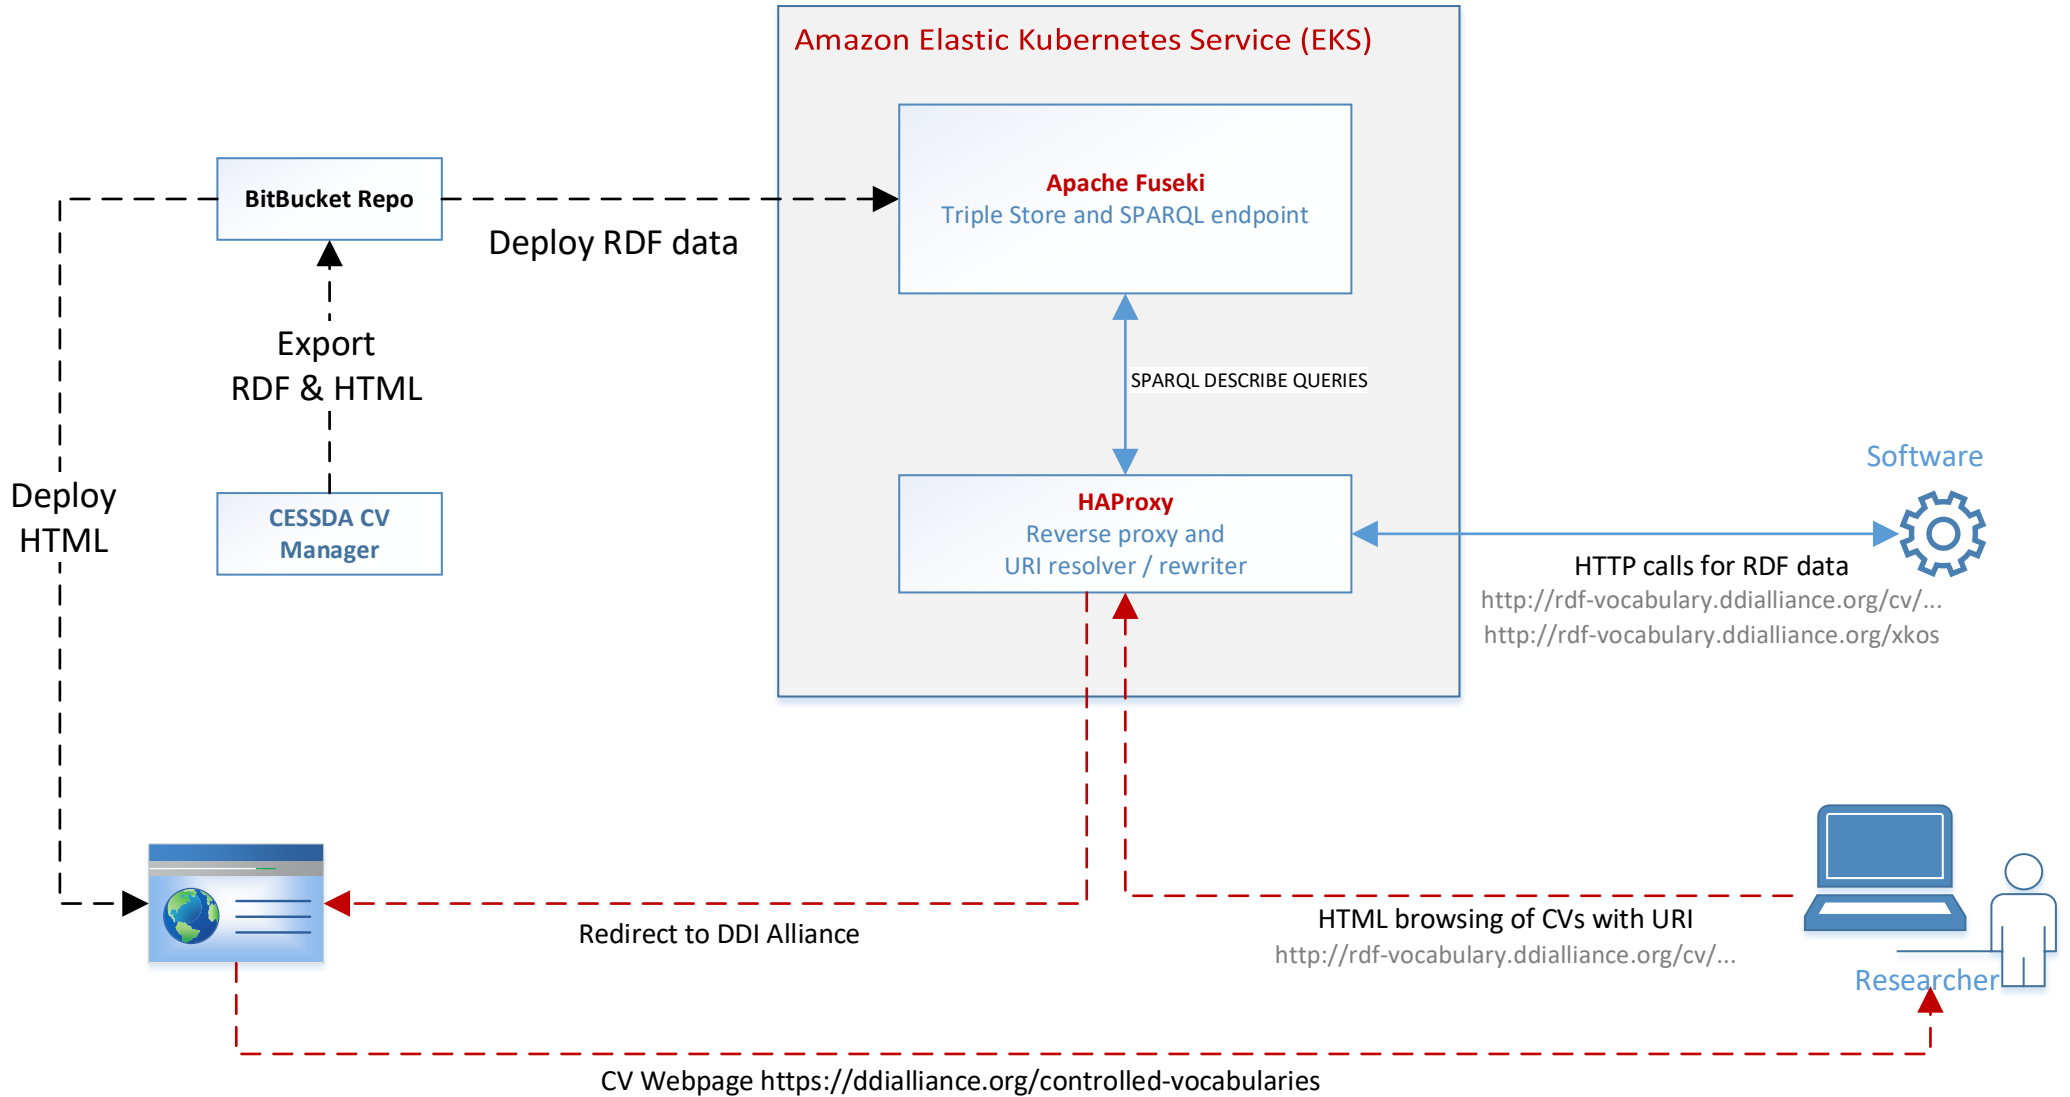 Amazon Elastic Kubernetes Service (EKS)
BitBucket Repo
Apache Fuseki
Triple Store and SPARQL endpoint
Deploy RDF data
Export
RDF & HTML
SPARQL DESCRIBE QUERIES
Deploy
HTML
CESSDA CV
Manager
HAProxy
Reverse proxy and
URI resolver / rewriter
Software
HTTP calls for RDF data
http://rdf-vocabulary.ddialliance.org/cv/...
http://rdf-vocabulary.ddialliance.org/xkos
Redirect to DDI Alliance
HTML browsing of CVs with URI
http://rdf-vocabulary.ddialliance.org/cv/...
Researcher
CV Webpage https://ddialliance.org/controlled-vocabularies